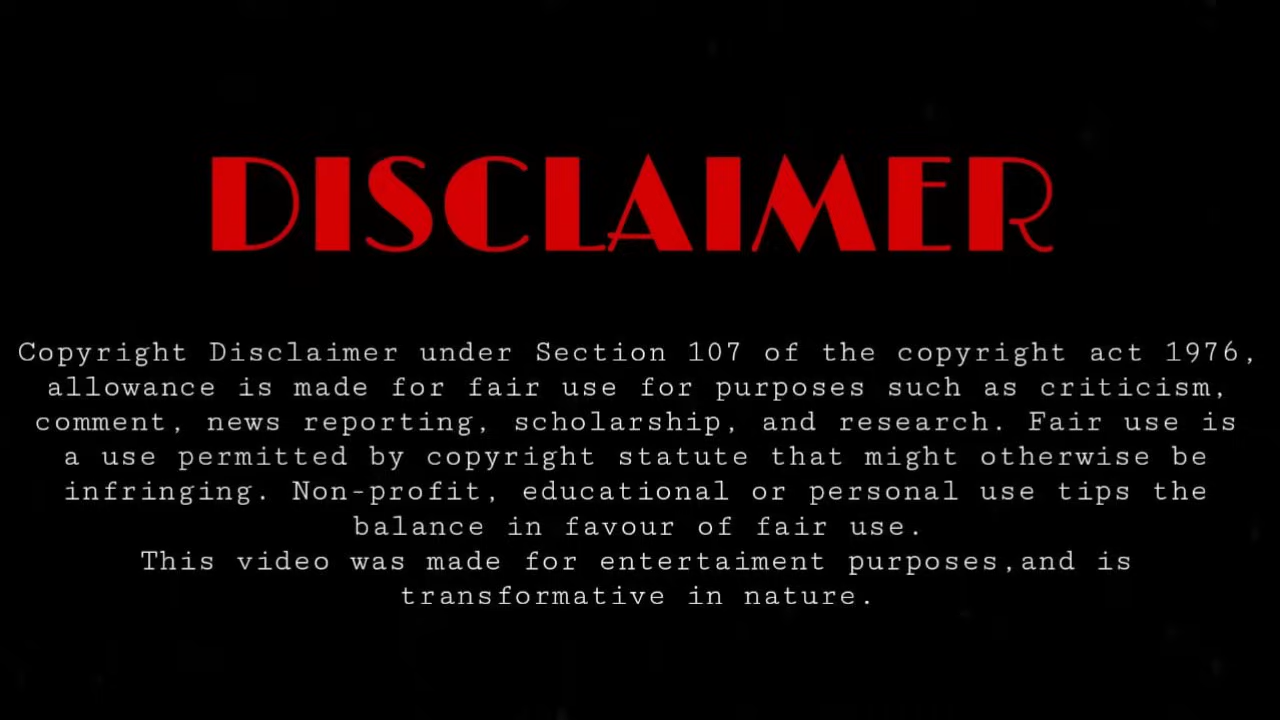 DISCLAIMER
Copyright Disclaimer under Section 107 of the copyright act 1976,
allowance is made for fair use for purposes such as criticism,
comment, news reporting, scholarship, and research. Fair use is
a use permitted by copyright statute that might otherwise be
infringing. Non-profit, educational or personal use tips the
balance in favour of fair use.
This video was made for entertaiment purposes,and is
transformative in nature.